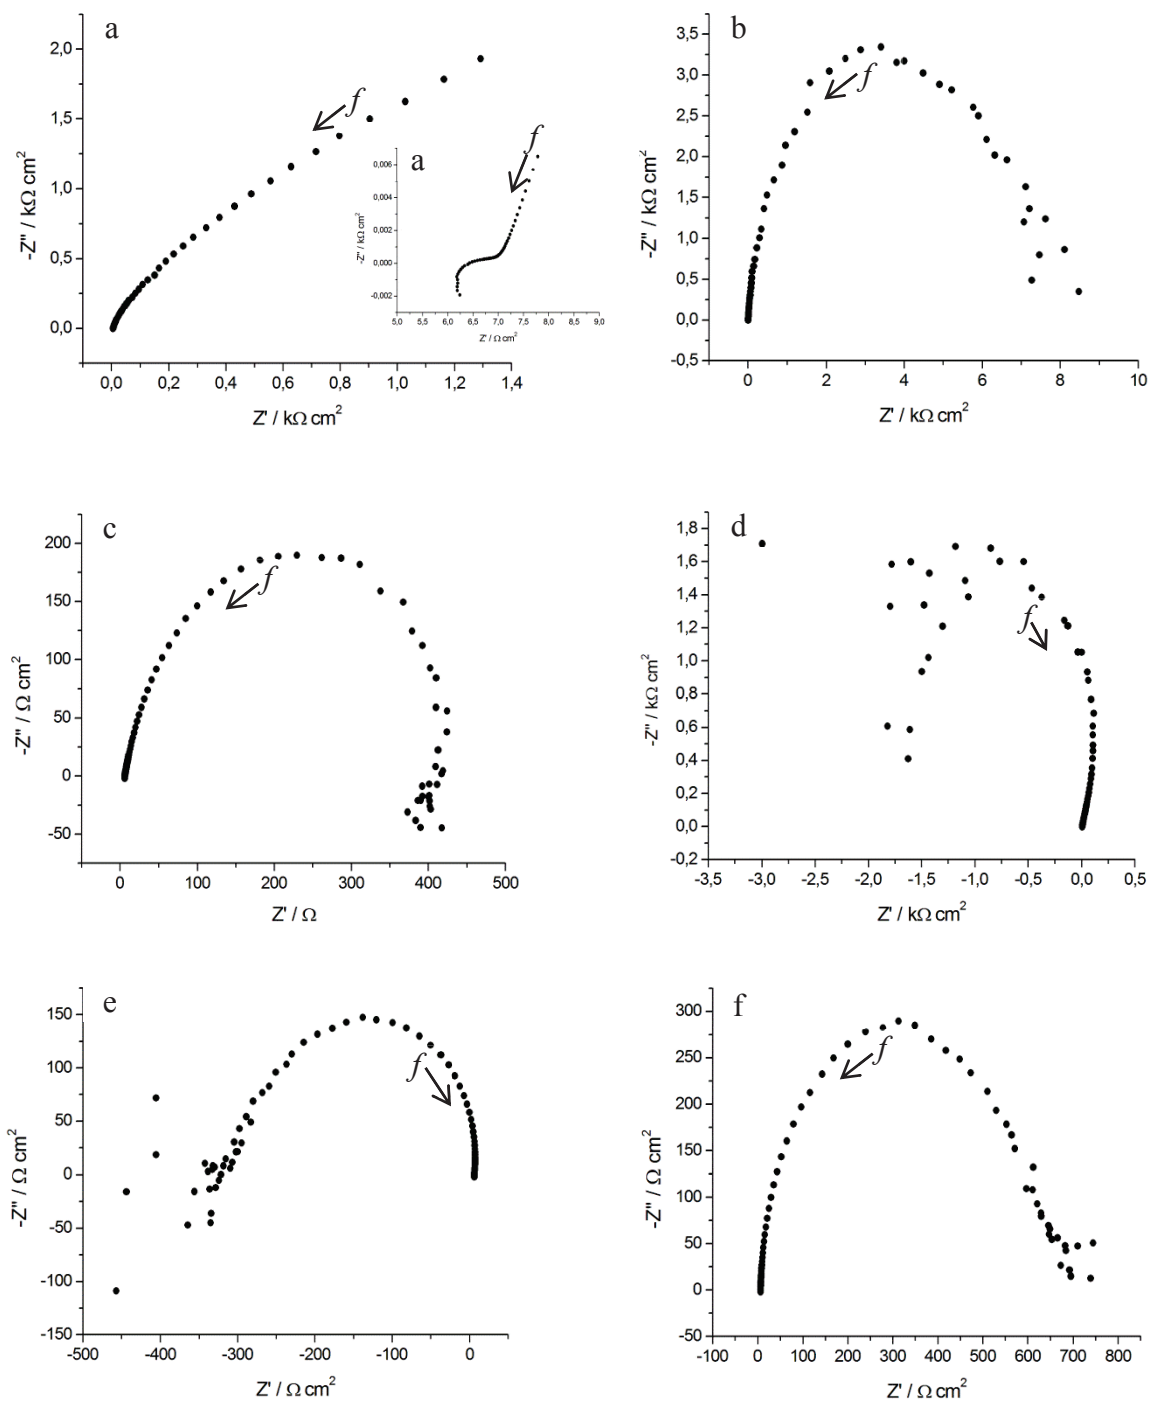 a
-Z" / kΩ cm²
2,0
1,5
1,0
0,5
0,0
f
0,0 0,2 0,4 0,6 0,8 1,0 1,2 1,4
Z' / kΩ cm²
a
-Z" / kΩ cm²
0,006
0,004
0,002
0,000
-0,002
f
5,0 5,5 6,0 6,5 7,0 7,5 8,0 8,5 9,0
Z' / Ω cm²
b
-Z" / kΩ cm²
3,5
3,0
2,5
2,0
1,5
1,0
0,5
0,0
-0,5
f
0 2 4 6 8 10
Z' / kΩ cm²
c
-Z" / Ω cm²
200
150
100
50
0
-50
f
0 100 200 300 400 500
Z' / Ω
d
-Z" / kΩ cm²
1,8
1,6
1,4
1,2
1,0
0,8
0,6
0,4
0,2
0,0
-0,2
f
-3,5 -3,0 -2,5 -2,0 -1,5 -1,0 -0,5 0,0 0,5
Z' / kΩ cm²
e
-Z" / Ω cm²
150
100
50
0
-50
-100
-150
f
-500 -400 -300 -200 -100 0
Z' / Ω cm²
f
-Z" / Ω cm²
300
250
200
150
100
50
0
-50
f
-100 0 100 200 300 400 500 600 700 800
Z' / Ω cm²